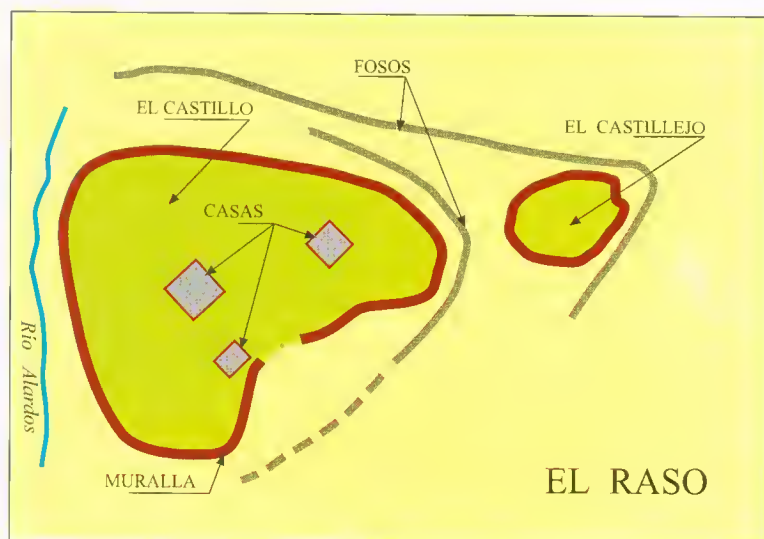 FOSOS
EL CASTILLO
EL CASTILLEJO
CASAS
Río Alardos
MURALLA
EL RASO